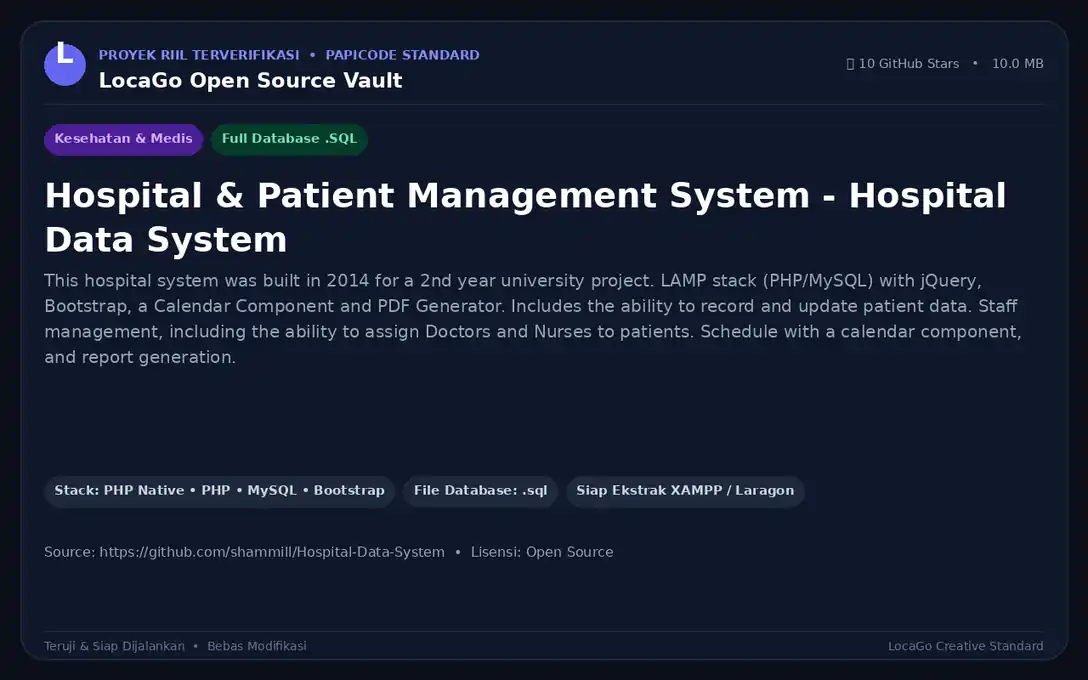 L
PROYEK RIIL TERVERIFIKASI • PAPICODE STANDARD
LocaGo Open Source Vault
10 GitHub Stars • 10.0 MB
Kesehatan & Medis
Full Database .SQL
Hospital & Patient Management System - Hospital
Data System
This hospital system was built in 2014 for a 2nd year university project. LAMP stack (PHP/MySQL) with jQuery,
Bootstrap, a Calendar Component and PDF Generator. Includes the ability to record and update patient data. Staff
management, including the ability to assign Doctors and Nurses to patients. Schedule with a calendar component,
and report generation.
Stack: PHP Native • PHP • MySQL • Bootstrap
File Database: .sql
Siap Ekstrak XAMPP / Laragon
Source: https://github.com/shammill/Hospital-Data-System • Lisensi: Open Source
Teruji & Siap Dijalankan • Bebas Modifikasi
LocaGo Creative Standard